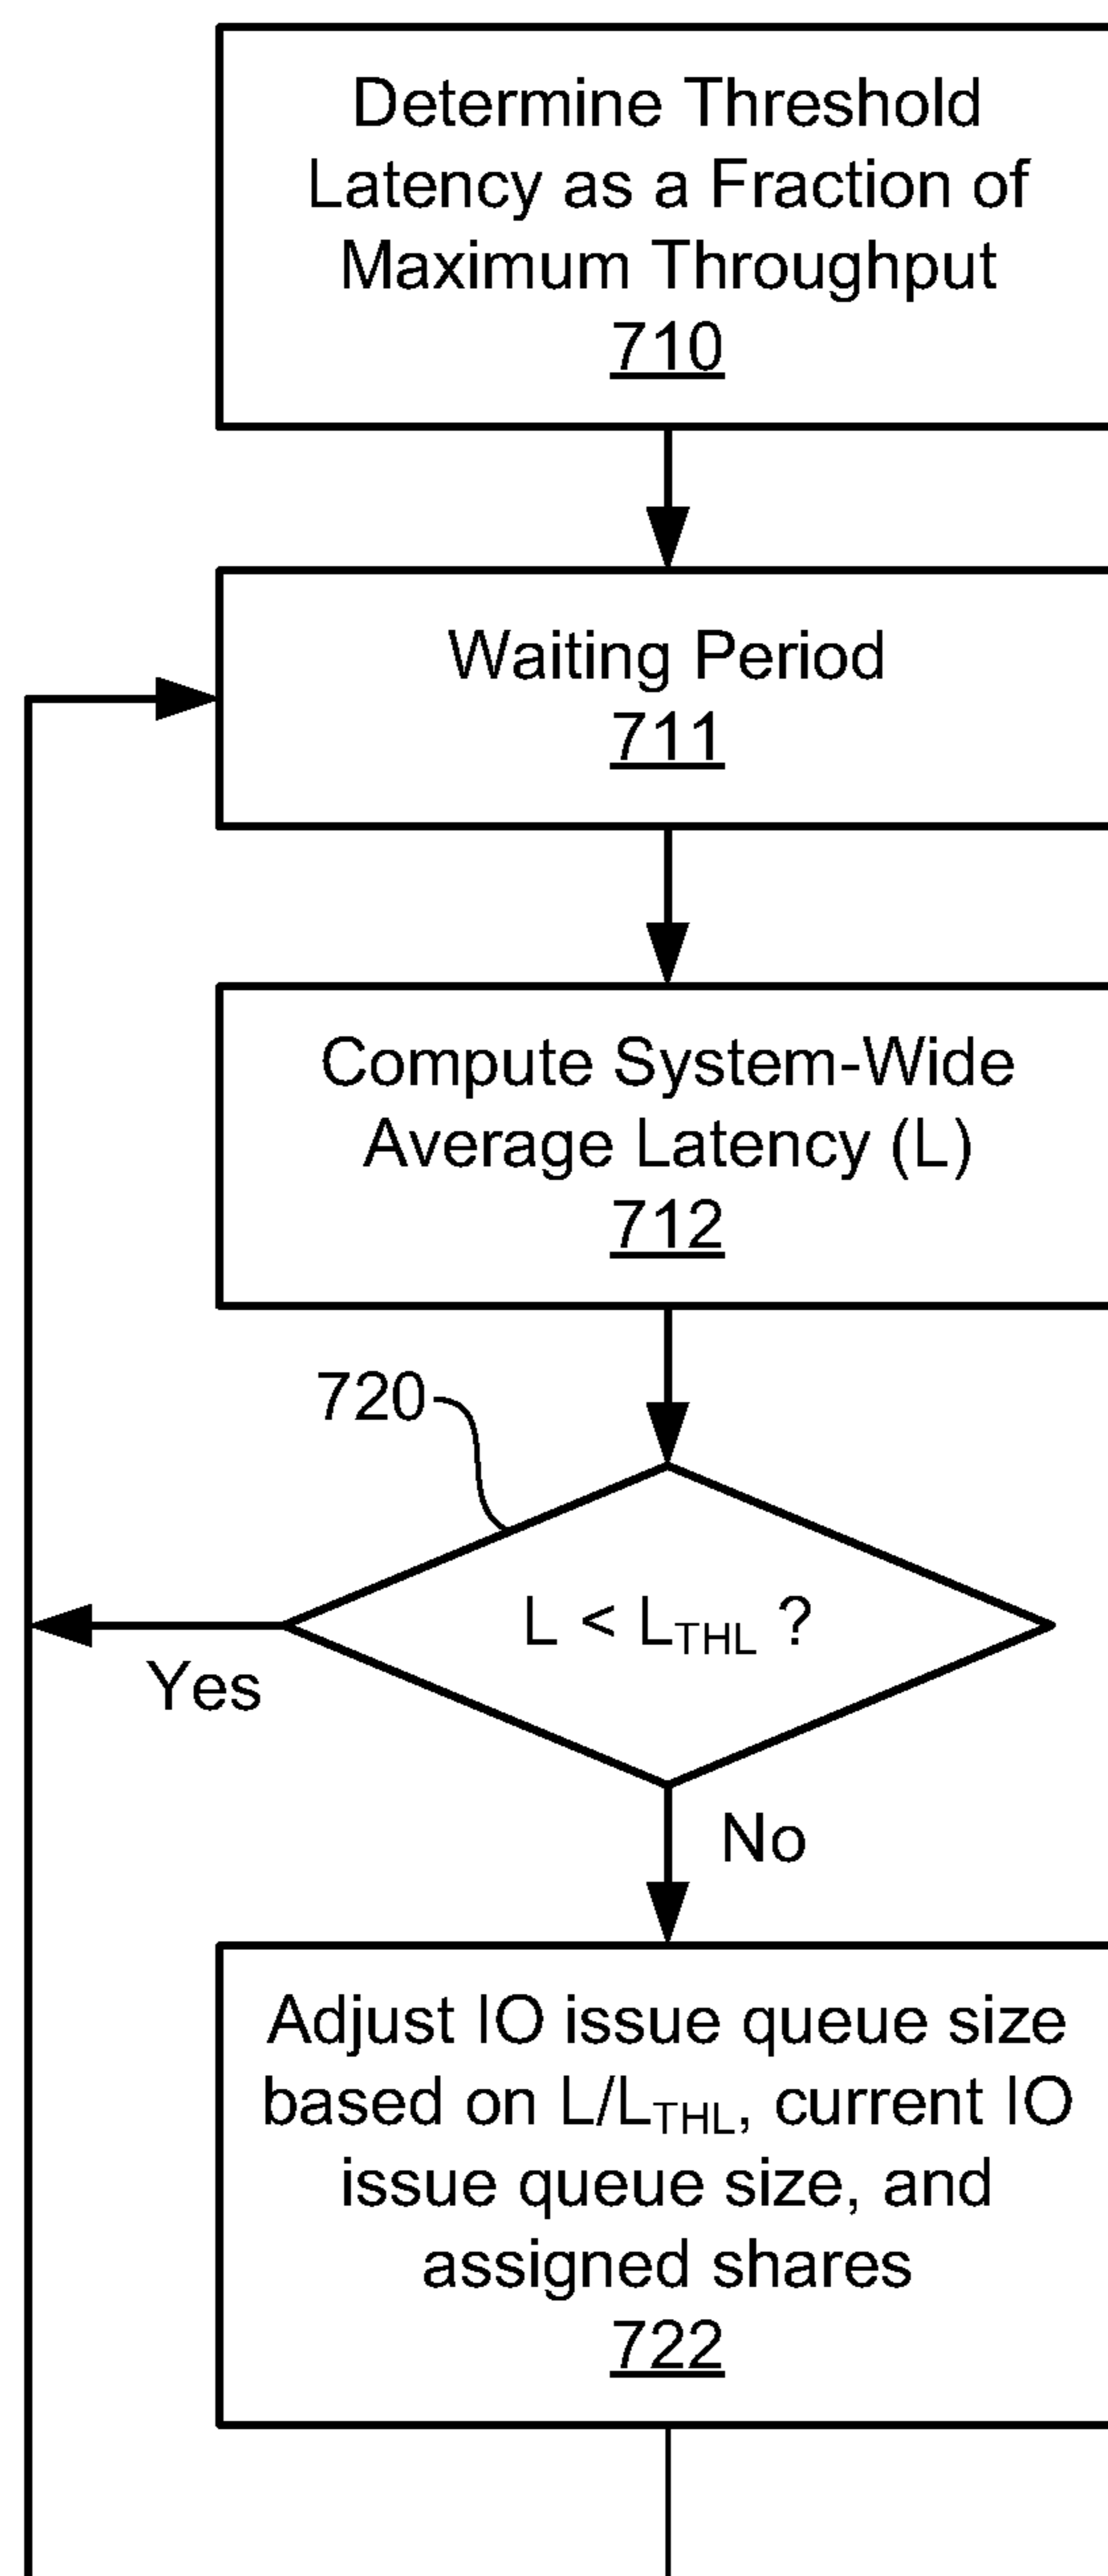 Determine Threshold
Latency as a Fraction of
Maximum Throughput
710
Waiting Period
711
Compute System-Wide
Average Latency (L)
712
720
L < LTHL ?
Yes
No
Adjust IO issue queue size
based on L/LTHL, current IO
issue queue size, and
assigned shares
722